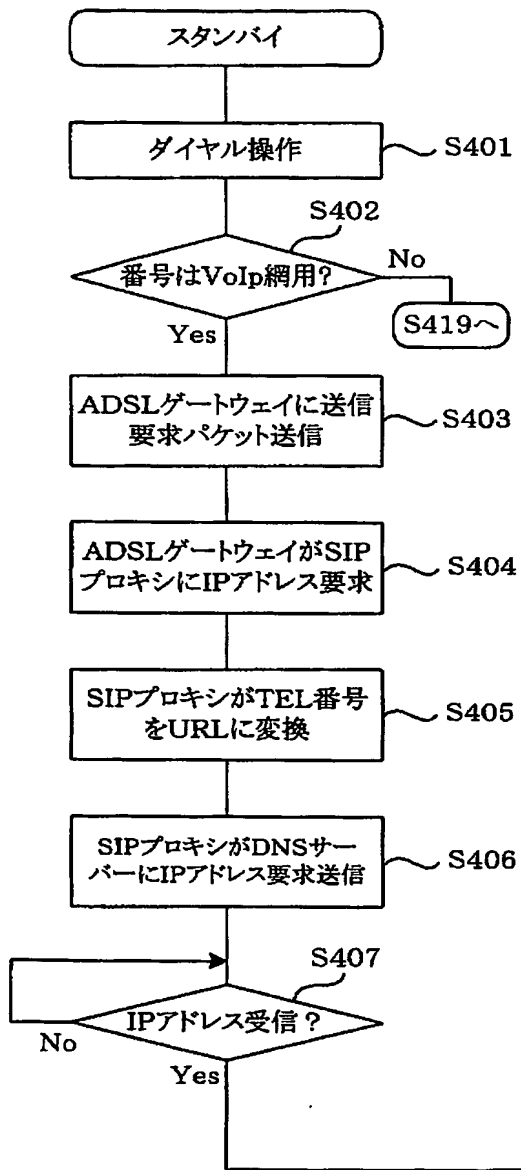 スタンバイ
ダイヤル操作
S401
S402
番号はVoIp網用?
No
S419へ
Yes
ADSLゲートウェイに送信
要求パケット送信
S403
ADSLゲートウェイがSIP
プロキシにIPアドレス要求
S404
SIPプロキシがTEL番号
をURLに変換
S405
SIPプロキシがDNSサー
バーにIPアドレス要求送信
S406
S407
IPアドレス受信?
No
Yes